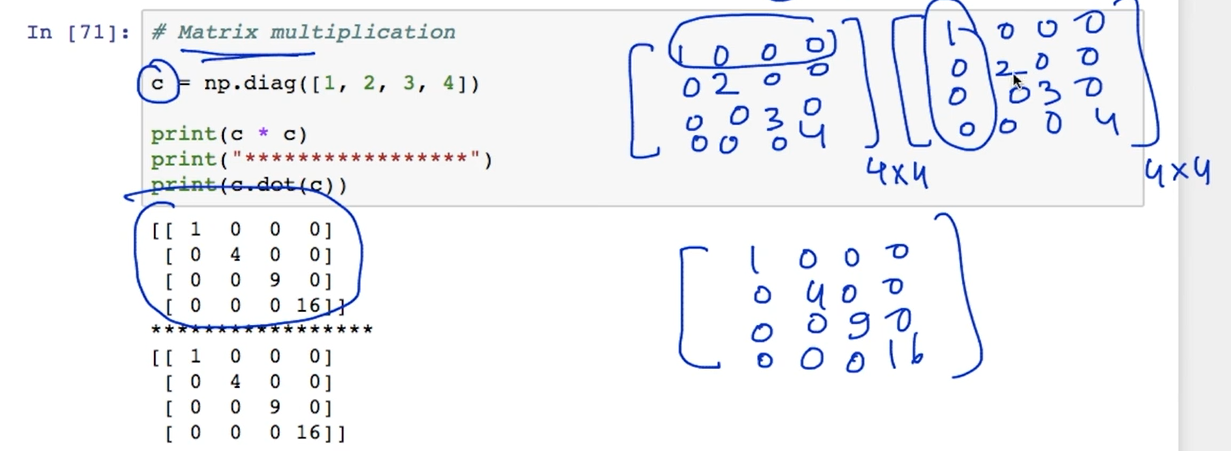 In [71]: # Matrix multiplication
c = np.diag([1, 2, 3, 4])
print(c * c)
print("*****************")
print(c.dot(c))
[[ 1 0 0 0]
[ 0 4 0 0]
[ 0 0 9 0]
[ 0 0 0 16]]
*****************
[[ 1 0 0 0]
[ 0 4 0 0]
[ 0 0 9 0]
[ 0 0 0 16]]
[1 0 0 0] [1 0 0 0]
0 2 0 0 0 2 0 0
0 0 3 0 0 0 3 0
0 0 0 4 0 0 0 4
4x4 4x4
1 0 0 0
0 4 0 0
0 0 9 0
0 0 0 16